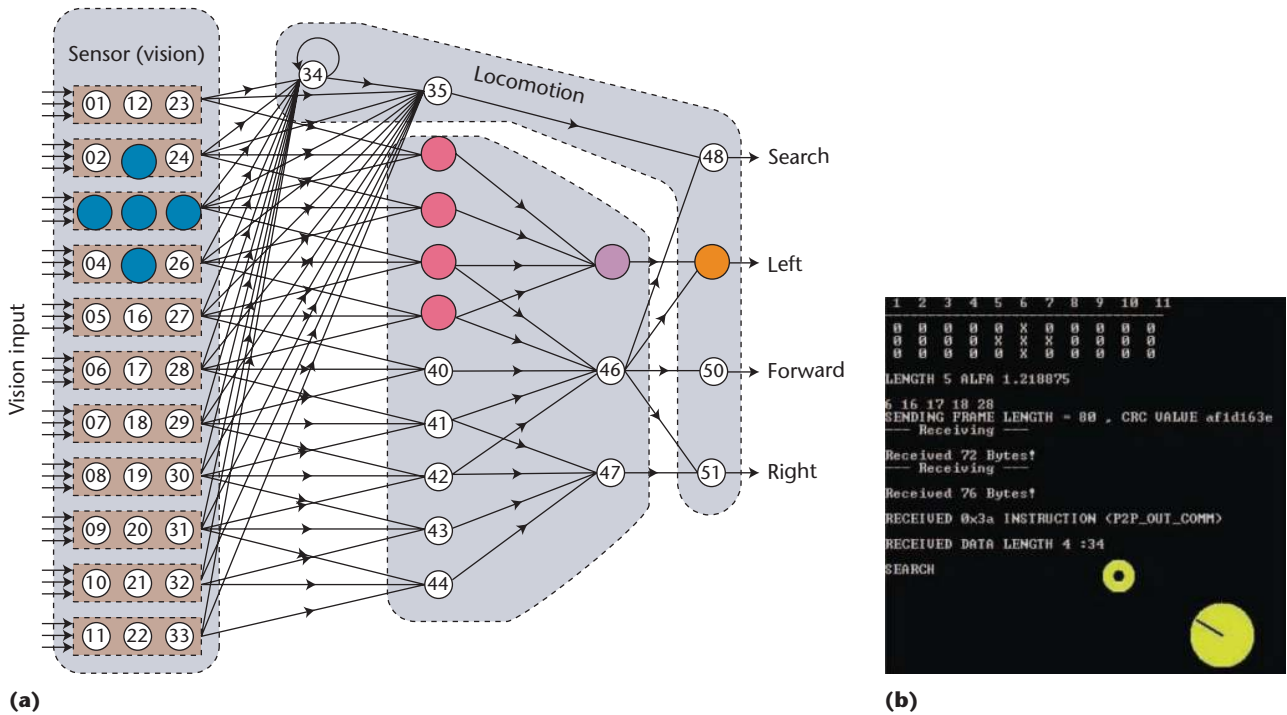 Sensor (vision)
Locomotion
Vision input
34
35
01 12 23
02 24
04 26
05 16 27
06 17 28
07 18 29
08 19 30
09 20 31
10 21 32
11 22 33
40
41
42
43
44
46
47
48
50
51
Search
Left
Forward
Right
(a)
1 2 3 4 5 6 7 8 9 10 11
0 0 0 0 0 X 0 0 0 0 0
0 0 0 0 X X X 0 0 0 0
0 0 0 0 0 X 0 0 0 0 0
LENGTH 5 ALFA 1.218875
6 16 17 18 28
SENDING FRAME LENGTH = 80 , CRC VALUE af1d163e
--- Receiving ---
Received 72 Bytes!
--- Receiving ---
Received 76 Bytes!
RECEIVED 0x3a INSTRUCTION (P2P_OUT_COMM)
RECEIVED DATA LENGTH 4 :34
SEARCH
(b)